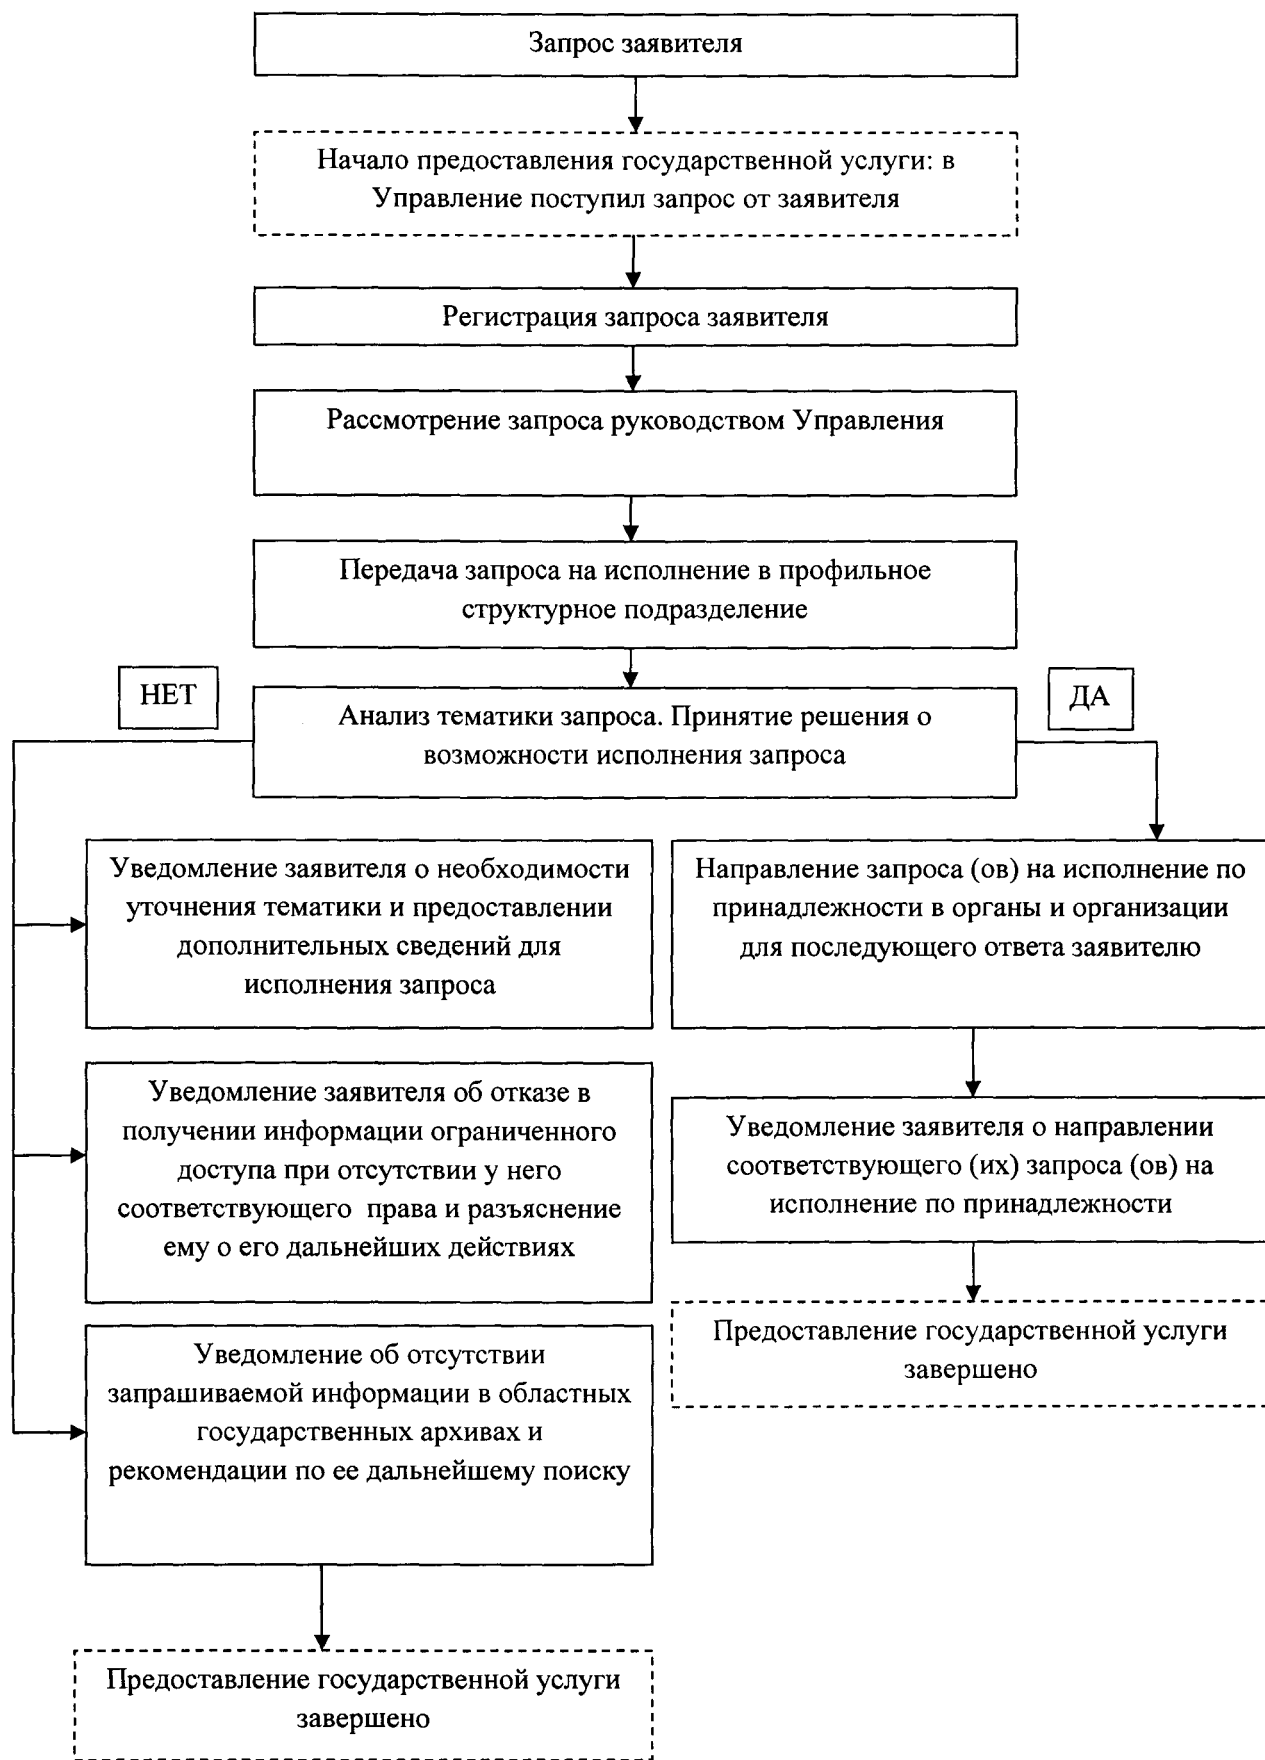 Запрос заявителя
Начало предоставления государственной услуги: в
Управление поступил запрос от заявителя
Регистрация запроса заявителя
Рассмотрение запроса руководством Управления
Передача запроса на исполнение в профильное
структурное подразделение
НЕТ
ДА
Анализ тематики запроса. Принятие решения о
возможности исполнения запроса
Уведомление заявителя о необходимости
уточнения тематики и предоставлении
дополнительных сведений для
исполнения запроса
Уведомление заявителя об отказе в
получении информации ограниченного
доступа при отсутствии у него
соответствующего права и разъяснение
ему о его дальнейших действиях
Уведомление об отсутствии
запрашиваемой информации в областных
государственных архивах и
рекомендации по ее дальнейшему поиску
Предоставление государственной услуги
завершено
Направление запроса (ов) на исполнение по
принадлежности в органы и организации
для последующего ответа заявителю
Уведомление заявителя о направлении
соответствующего (их) запроса (ов) на
исполнение по принадлежности
Предоставление государственной услуги
завершено